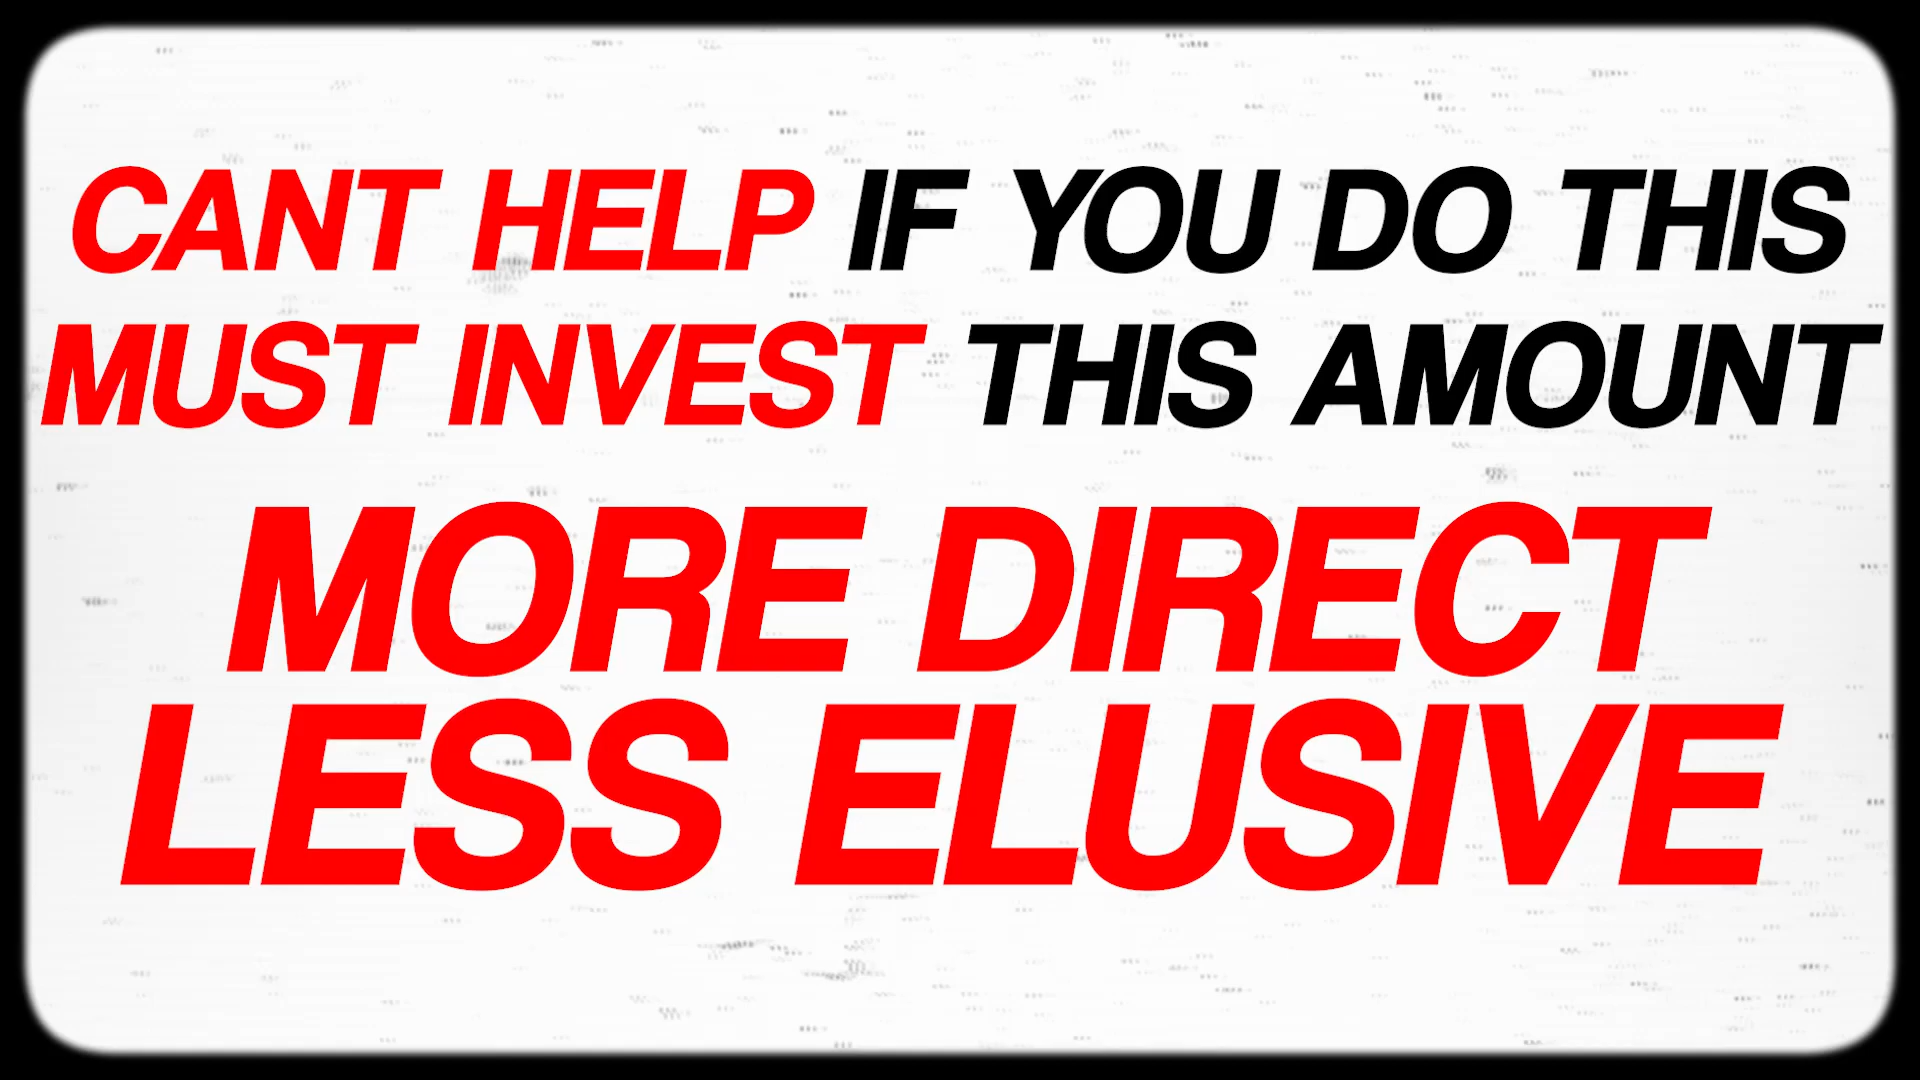 CANT HELP IF YOU DO THIS
MUST INVEST THIS AMOUNT
MORE DIRECT
LESS ELUSIVE